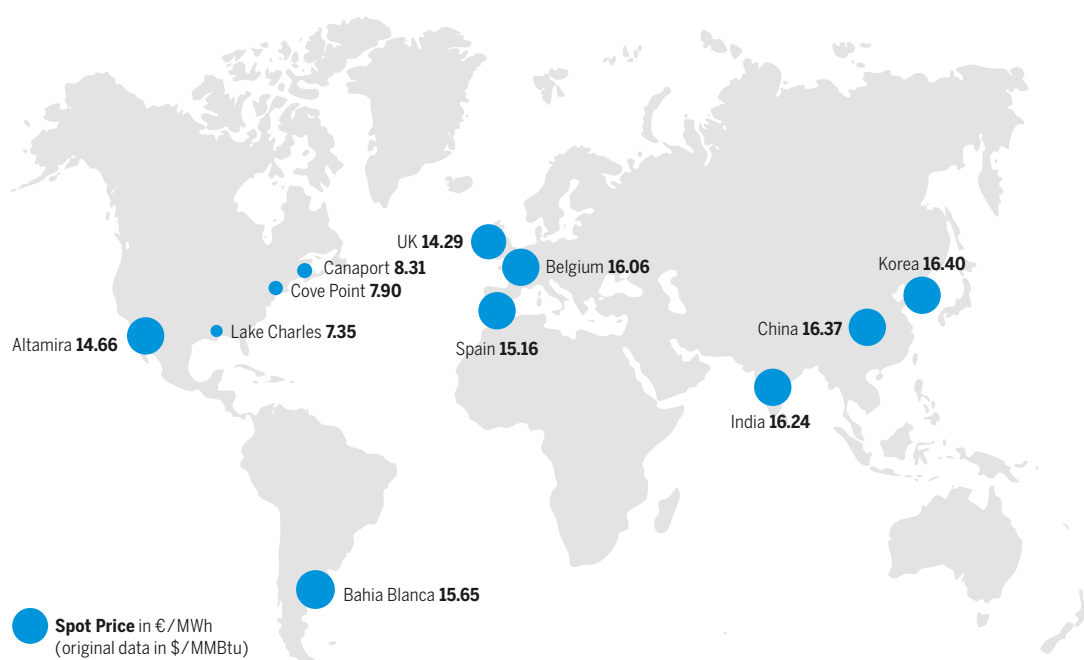 UK 14.29
Canaport 8.31
Belgium 16.06
Korea 16.40
Cove Point 7.90
Lake Charles 7.35
China 16.37
Altamira 14.66
Spain 15.16
India 16.24
Bahia Blanca 15.65
Spot Price in €/MWh
(original data in $/MMBtu)